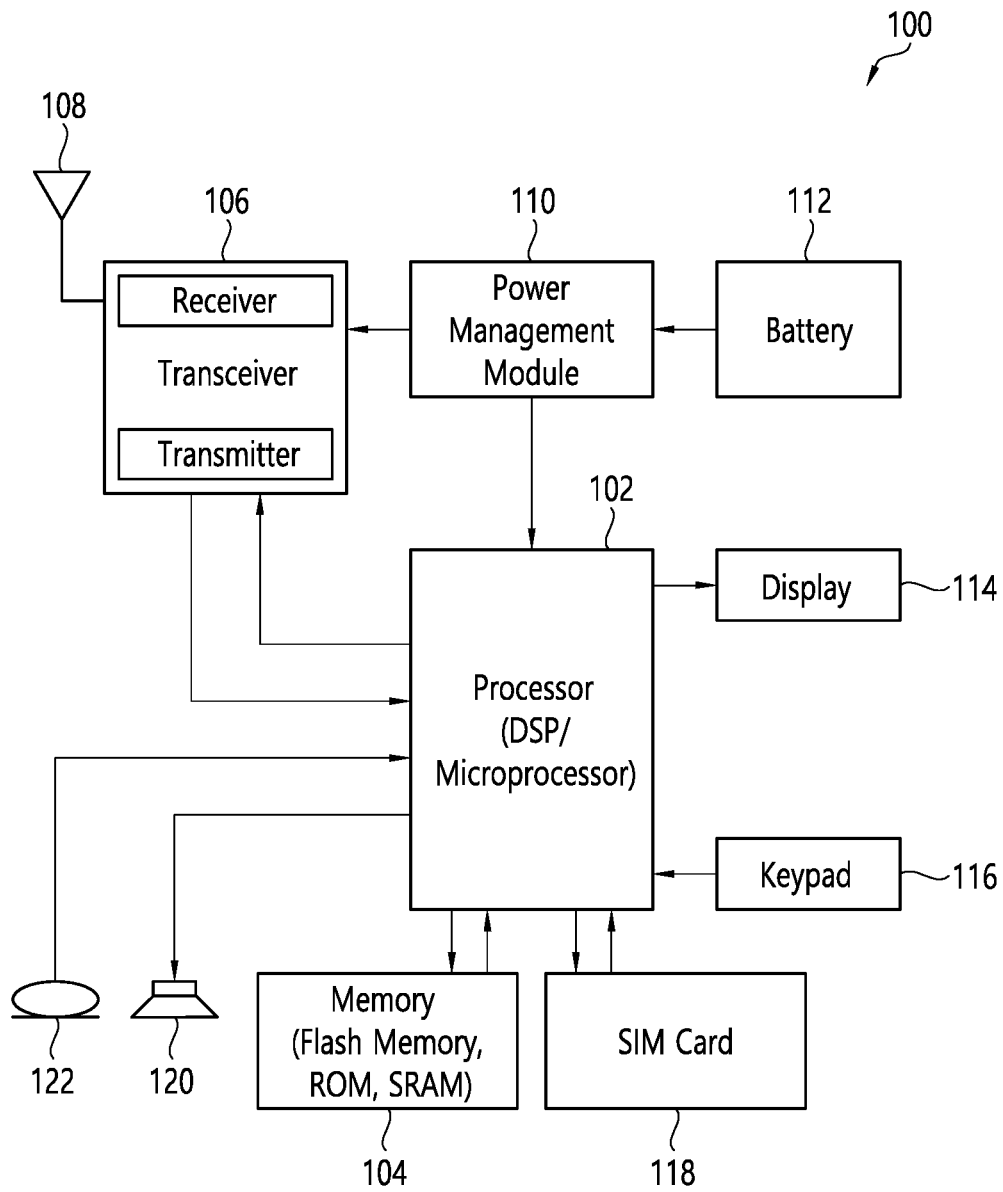 100
108
106
110
112
Receiver
Transceiver
Transmitter
Power
Management
Module
Battery
102
Display
114
Processor
(DSP/
Microprocessor)
Keypad
116
122
120
Memory
(Flash Memory,
ROM, SRAM)
104
SIM Card
118